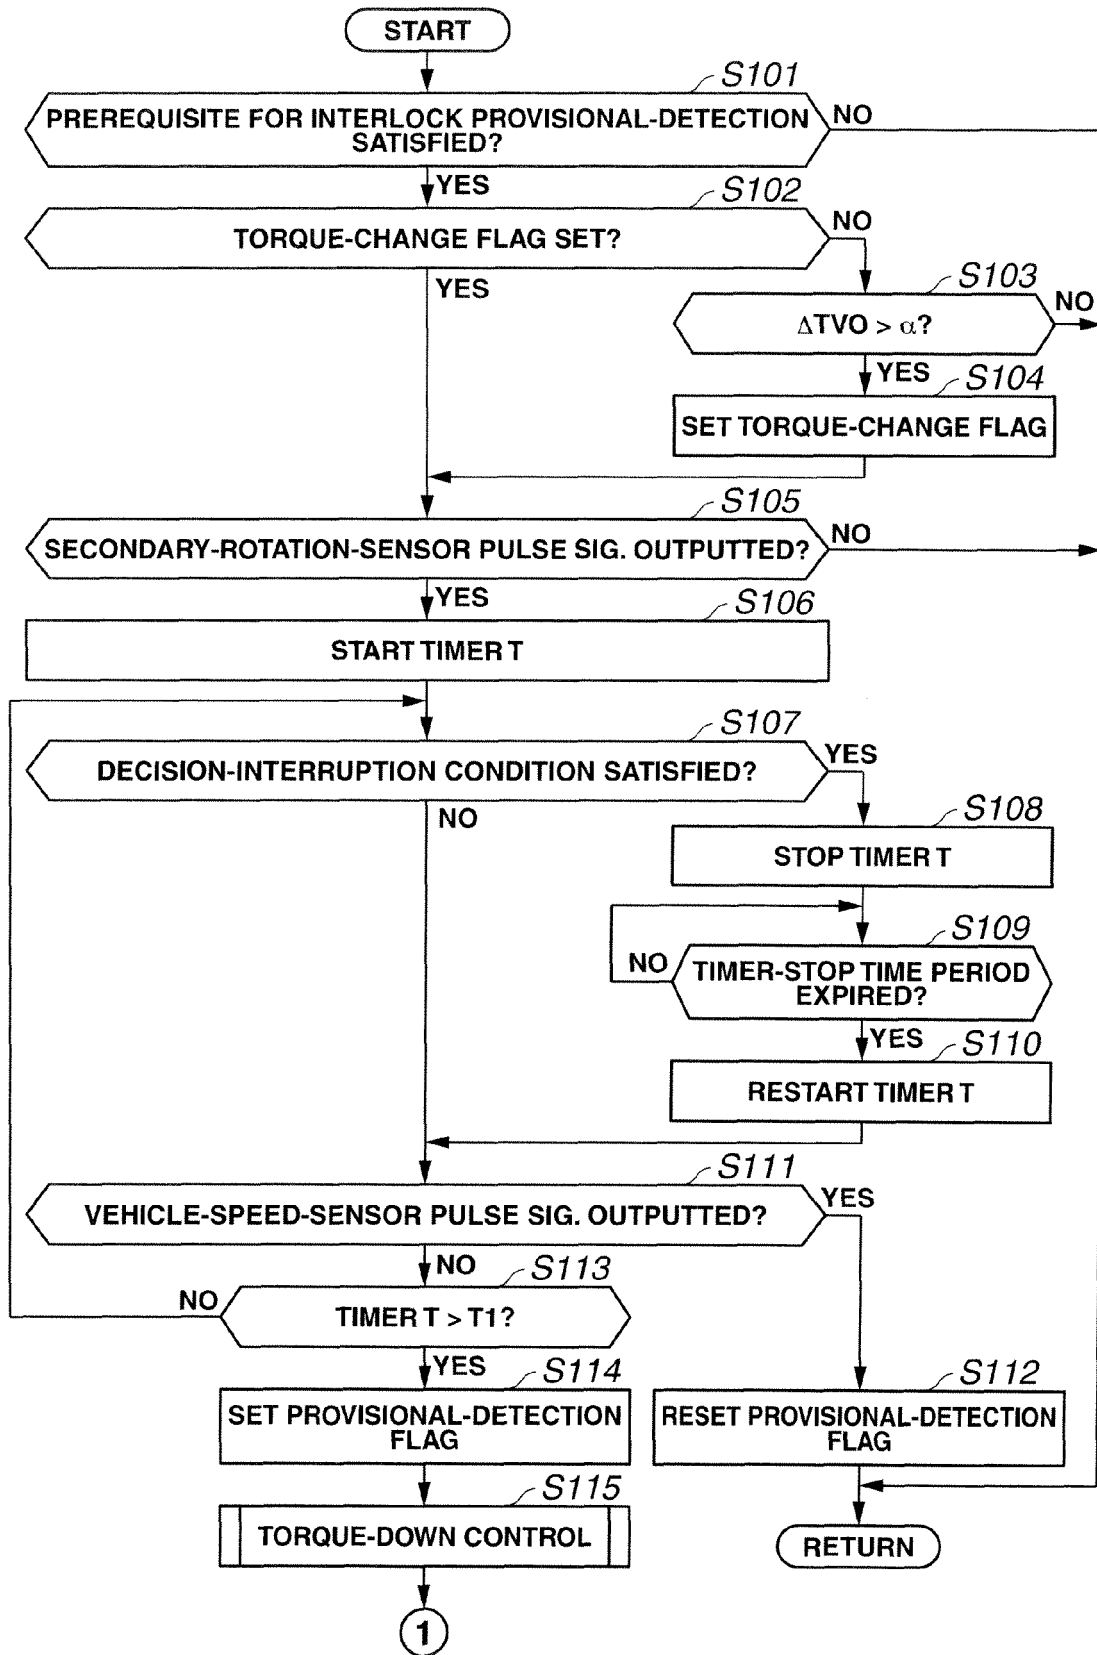 START
S101
PREREQUISITE FOR INTERLOCK PROVISIONAL-DETECTION
SATISFIED?
NO
YES
S102
TORQUE-CHANGE FLAG SET?
NO
YES
S103
ΔTVO > α?
NO
YES
S104
SET TORQUE-CHANGE FLAG
S105
SECONDARY-ROTATION-SENSOR PULSE SIG. OUTPUTTED?
NO
YES
S106
START TIMER T
S107
DECISION-INTERRUPTION CONDITION SATISFIED?
YES
NO
S108
STOP TIMER T
S109
NO
TIMER-STOP TIME PERIOD
EXPIRED?
YES
S110
RESTART TIMER T
S111
VEHICLE-SPEED-SENSOR PULSE SIG. OUTPUTTED?
YES
NO
S113
NO
TIMER T > T1?
YES
S114
SET PROVISIONAL-DETECTION
FLAG
S112
RESET PROVISIONAL-DETECTION
FLAG
S115
TORQUE-DOWN CONTROL
RETURN
1